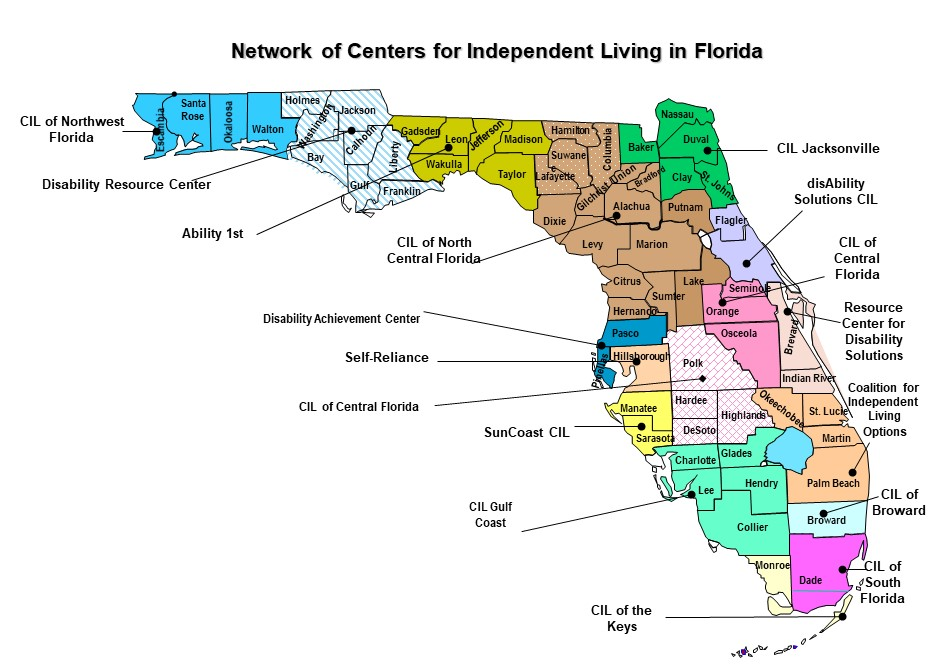 Network of Centers for Independent Living in Florida
CIL of Northwest
Florida
Disability Resource Center
Ability 1st
CIL of North
Central Florida
Disability Achievement Center
Self-Reliance
CIL of Central Florida
SunCoast CIL
CIL Gulf
Coast
CIL of the
Keys
CIL Jacksonville
disAbility
Solutions CIL
CIL of
Central
Florida
Resource
Center for
Disability
Solutions
Coalition for
Independent
Living
Options
CIL of
Broward
CIL of
South
Florida
Escambia
Santa
Rose
Okaloosa
Walton
Holmes
Washington
Jackson
Bay
Calhoun
Gulf
Liberty
Franklin
Gadsden
Leon
Jefferson
Wakulla
Madison
Taylor
Hamilton
Suwane
e
Lafayette
Columbia
Baker
Nassau
Duval
Clay
St. Johns
Union
Bradford
Gilchrist
Alachua
Putnam
Dixie
Levy
Marion
Flagler
Citrus
Sumter
Lake
Hernando
Seminole
Orange
Osceola
Brevard
Pasco
Pinellas
Hillsborough
Polk
Indian River
Manatee
Hardee
Highlands
Okeechobee
St. Lucie
Sarasota
DeSoto
Martin
Charlotte
Glades
Palm Beach
Lee
Hendry
Broward
Collier
Monroe
Dade